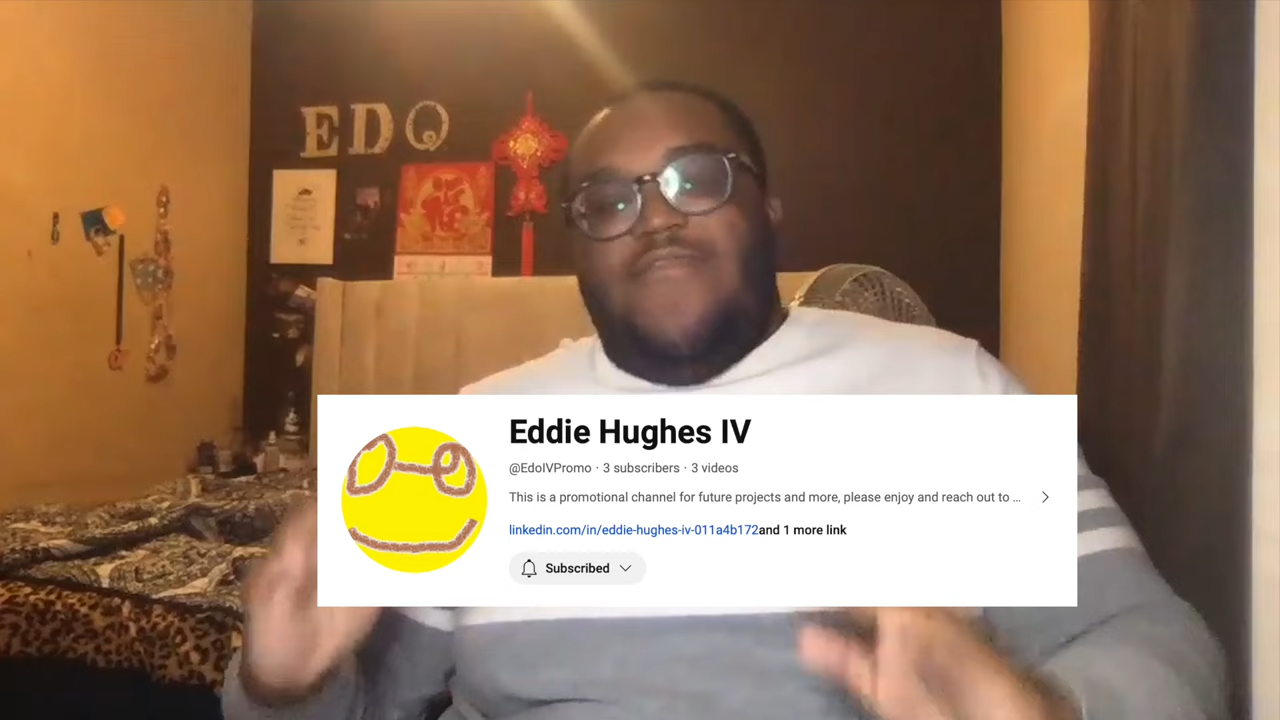 EDO
福
Eddie Hughes IV
@EdoIVPromo · 3 subscribers · 3 videos
This is a promotional channel for future projects and more, please enjoy and reach out to ...
linkedin.com/in/eddie-hughes-iv-011a4b172and 1 more link
Subscribed